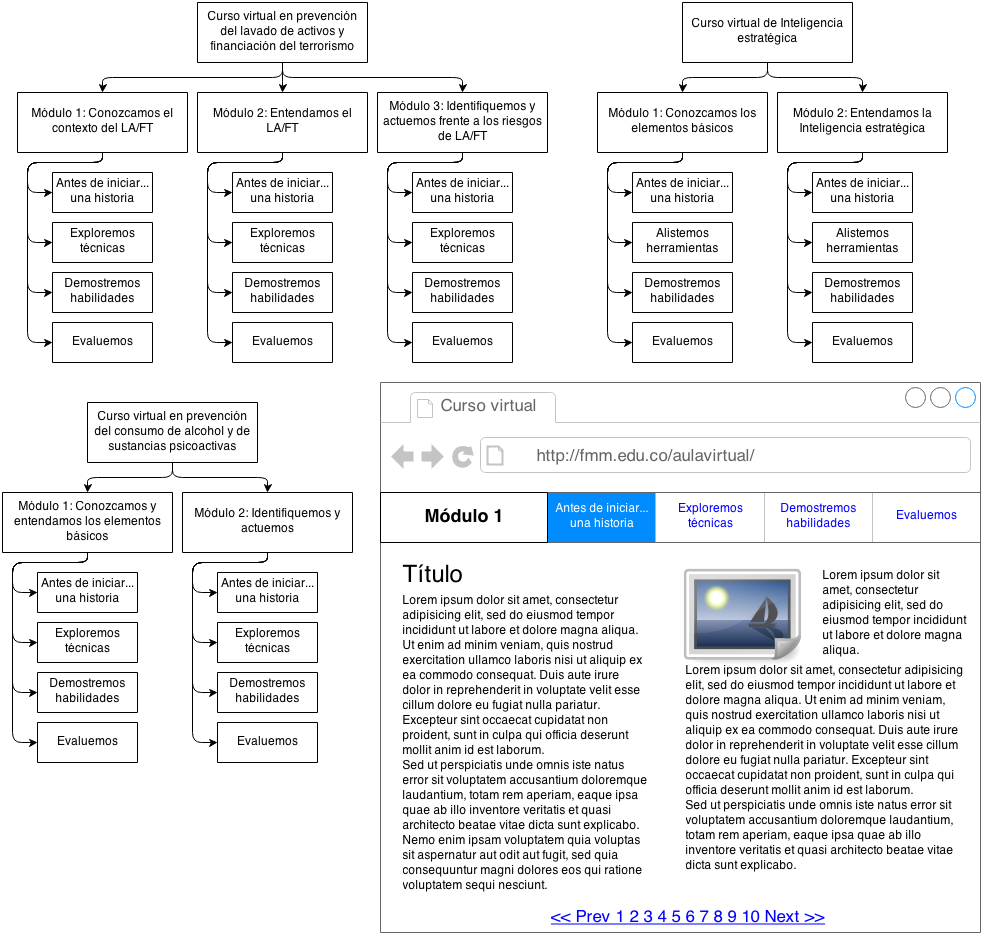 Curso virtual en prevención
del lavado de activos y
financiación del terrorismo
Módulo 1: Conozcamos el
contexto del LA/FT
Antes de iniciar...
una historia
Exploremos
técnicas
Demostremos
habilidades
Evaluemos
Módulo 2: Entendamos el
LA/FT
Antes de iniciar...
una historia
Exploremos
técnicas
Demostremos
habilidades
Evaluemos
Módulo 3: Identifiquemos y
actuemos frente a los riesgos
de LA/FT
Antes de iniciar...
una historia
Exploremos
técnicas
Demostremos
habilidades
Evaluemos
Curso virtual de Inteligencia
estratégica
Módulo 1: Conozcamos los
elementos básicos
Antes de iniciar...
una historia
Alistemos
herramientas
Demostremos
habilidades
Evaluemos
Módulo 2: Entendamos la
Inteligencia estratégica
Antes de iniciar...
una historia
Alistemos
herramientas
Demostremos
habilidades
Evaluemos
Curso virtual en prevención
del consumo de alcohol y de
sustancias psicoactivas
Módulo 1: Conozcamos y
entendamos los elementos
básicos
Antes de iniciar...
una historia
Exploremos
técnicas
Demostremos
habilidades
Evaluemos
Módulo 2: Identifiquemos y
actuemos
Antes de iniciar...
una historia
Exploremos
técnicas
Demostremos
habilidades
Evaluemos
Curso virtual
http://fmm.edu.co/aulavirtual/
Módulo 1
Antes de iniciar...
una historia
Exploremos
técnicas
Demostremos
habilidades
Evaluemos
Título
Lorem ipsum dolor sit amet, consectetur
adipisicing elit, sed do eiusmod tempor
incididunt ut labore et dolore magna aliqua.
Ut enim ad minim veniam, quis nostrud
exercitation ullamco laboris nisi ut aliquip ex
ea commodo consequat. Duis aute irure
dolor in reprehenderit in voluptate velit esse
cillum dolore eu fugiat nulla pariatur.
Excepteur sint occaecat cupidatat non
proident, sunt in culpa qui officia deserunt
mollit anim id est laborum.
Sed ut perspiciatis unde omnis iste natus
error sit voluptatem accusantium doloremque
laudantium, totam rem aperiam, eaque ipsa
quae ab illo inventore veritatis et quasi
architecto beatae vitae dicta sunt explicabo.
Nemo enim ipsam voluptatem quia voluptas
sit aspernatur aut odit aut fugit, sed quia
consequuntur magni dolores eos qui ratione
voluptatem sequi nesciunt.
Lorem ipsum dolor sit
amet, consectetur
adipisicing elit, sed do
eiusmod tempor incididunt
ut labore et dolore magna
aliqua.
Lorem ipsum dolor sit amet, consectetur adipisicing
elit, sed do eiusmod tempor incididunt ut labore et
dolore magna aliqua. Ut enim ad minim veniam,
quis nostrud exercitation ullamco laboris nisi ut
aliquip ex ea commodo consequat. Duis aute irure
dolor in reprehenderit in voluptate velit esse cillum
dolore eu fugiat nulla pariatur. Excepteur sint
occaecat cupidatat non proident, sunt in culpa qui
officia deserunt mollit anim id est laborum.
Sed ut perspiciatis unde omnis iste natus error sit
voluptatem accusantium doloremque laudantium,
totam rem aperiam, eaque ipsa quae ab illo
inventore veritatis et quasi architecto beatae vitae
dicta sunt explicabo.
<< Prev 1 2 3 4 5 6 7 8 9 10 Next >>